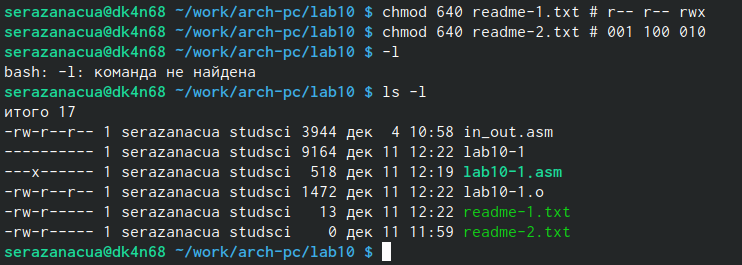 serazanacua@dk4n68 ~/work/arch-pc/lab10 $ chmod 640 readme-1.txt # r-- r-- rwx
serazanacua@dk4n68 ~/work/arch-pc/lab10 $ chmod 640 readme-2.txt # 001 100 010
serazanacua@dk4n68 ~/work/arch-pc/lab10 $ -l
bash: -l: команда не найдена
serazanacua@dk4n68 ~/work/arch-pc/lab10 $ ls -l
итого 17
-rw-r--r-- 1 serazanacua studsci 3944 дек  4 10:58 in_out.asm
---------- 1 serazanacua studsci 9164 дек 11 12:22 lab10-1
---x------ 1 serazanacua studsci  518 дек 11 12:19 lab10-1.asm
-rw-r--r-- 1 serazanacua studsci 1472 дек 11 12:22 lab10-1.o
-rw-r----- 1 serazanacua studsci   13 дек 11 12:22 readme-1.txt
-rw-r----- 1 serazanacua studsci    0 дек 11 11:59 readme-2.txt
serazanacua@dk4n68 ~/work/arch-pc/lab10 $